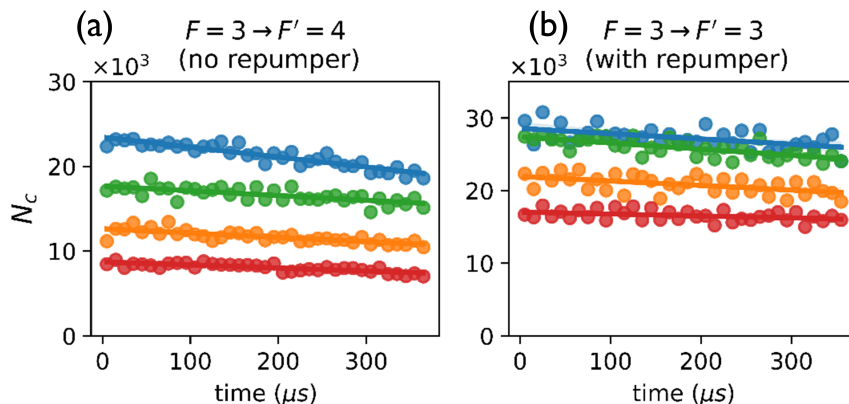 (a) F = 3 → F′ = 4
(no repumper)
×10³
30
20
10
0
N_c
0 100 200 300
time (μs)
(b) F = 3 → F′ = 3
(with repumper)
×10³
30
20
10
0
0 100 200 300
time (μs)